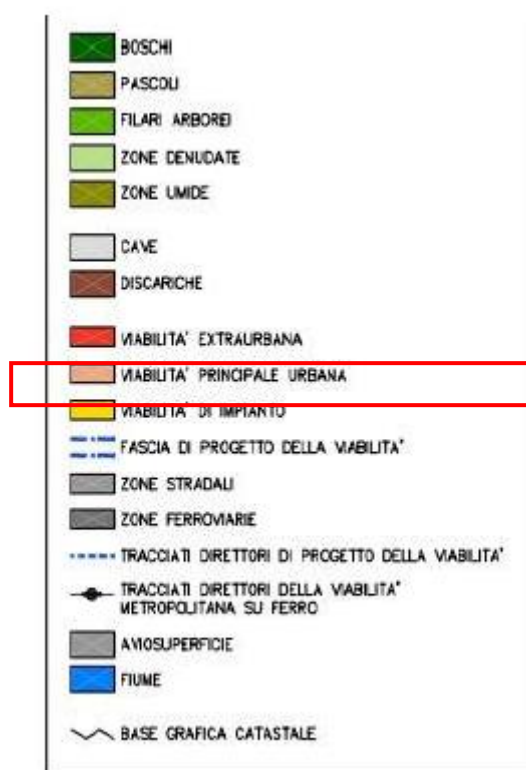 BOSCHI
PASCOLI
FILARI ARBOREI
ZONE DENUDATE
ZONE UMIDE
CAVE
DISCARICHE
VIABILITA' EXTRAURBANA
VIABILITA' PRINCIPALE URBANA
VIABILITA' DI IMPIANTO
FASCIA DI PROGETTO DELLA VIABILITA'
ZONE STRADALI
ZONE FERROVIARIE
TRACCIATI DIRETTORI DI PROGETTO DELLA VIABILITA'
TRACCIATI DIRETTORI DELLA VIABILITA'
METROPOLITANA SU FERRO
AVIOSUPERFICIE
FIUME
BASE GRAFICA CATASTALE